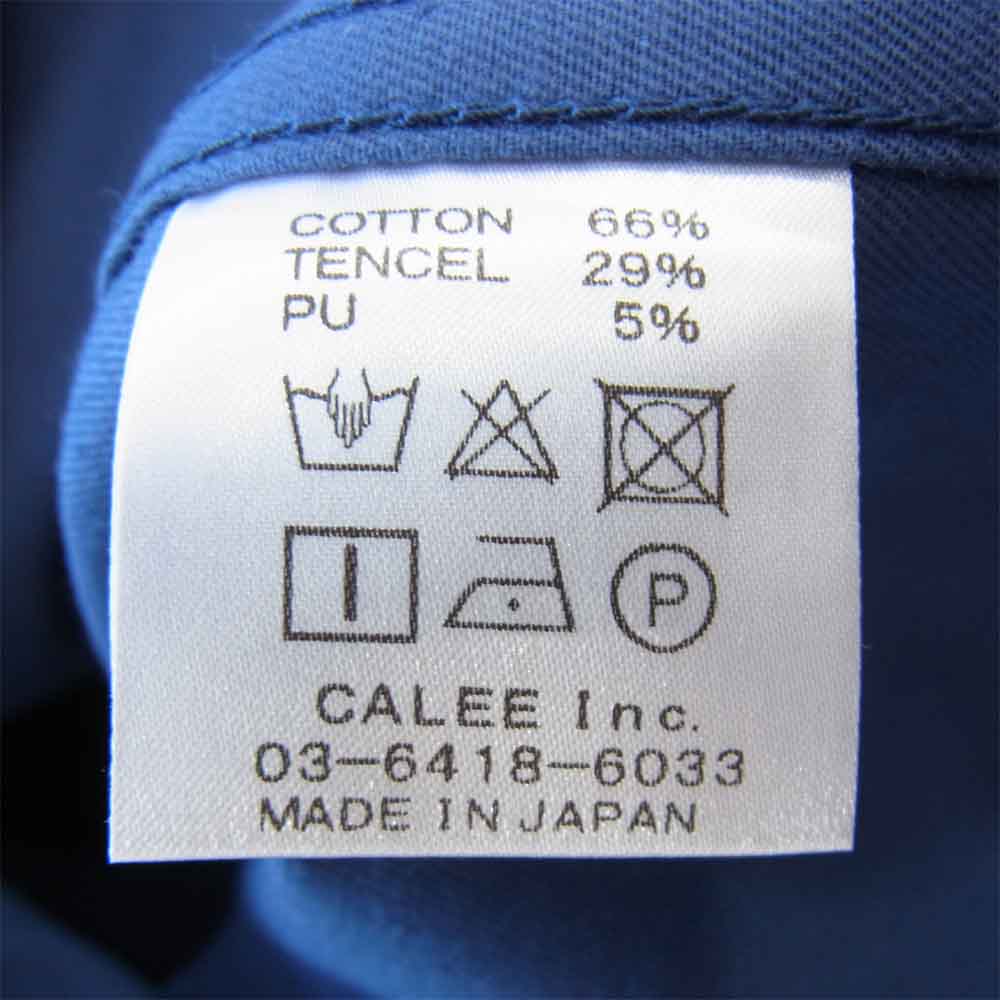 COTTON 66%
TENCEL 29%
PU 5%
P
CALEE Inc.
03-6418-6033
MADE IN JAPAN